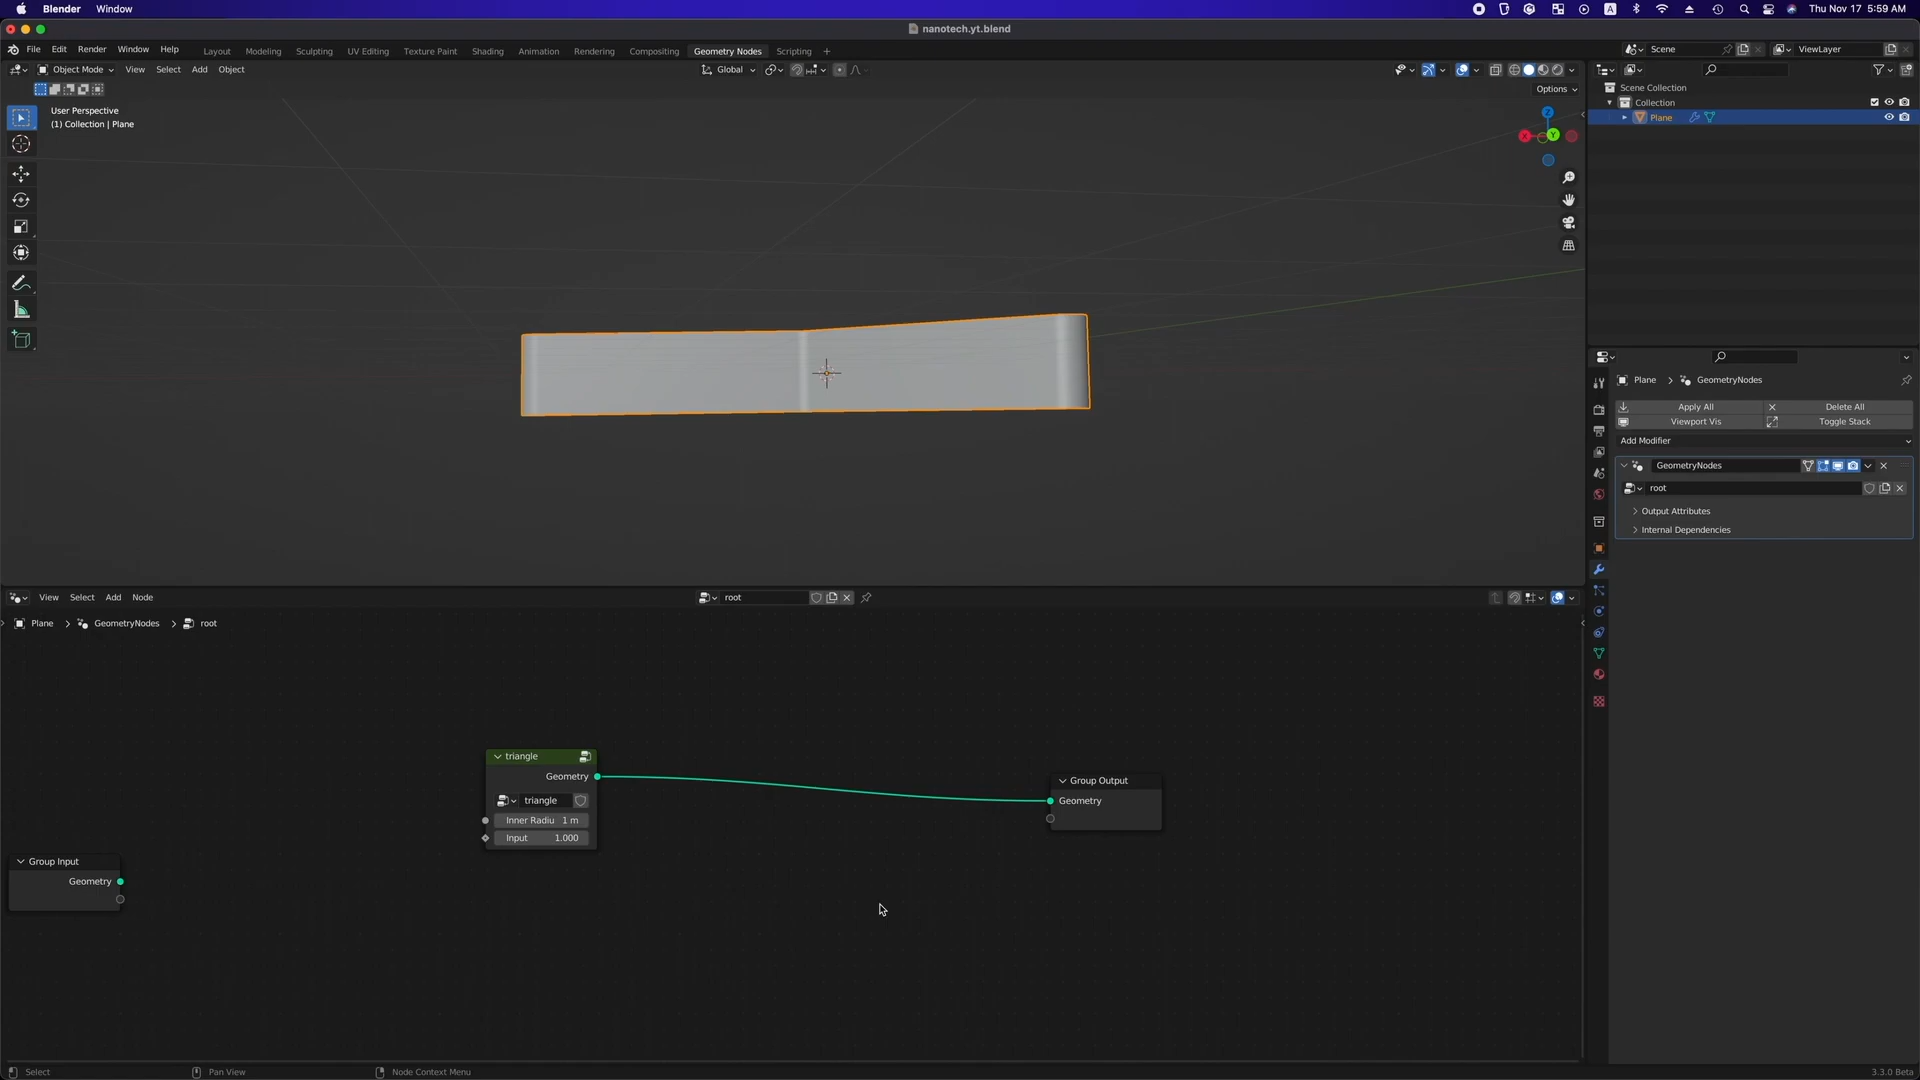 Blender Window Thu Nov 17 5:59 AM
nanotech.yt.blend
File Edit Render Window Help Layout Modeling Sculpting UV Editing Texture Paint Shading Animation Rendering Compositing Geometry Nodes Scripting + Scene ViewLayer
Object Mode View Select Add Object Global
Options
User Perspective
(1) Collection | Plane
Scene Collection
Collection
Plane
Z
X
Y
Plane GeometryNodes
Apply All Delete All
Viewport Vis Toggle Stack
Add Modifier
GeometryNodes
root
Output Attributes
Internal Dependencies
View Select Add Node root
Plane GeometryNodes root
triangle
Geometry
triangle
Inner Radiu 1 m
Input 1.000
Group Output
Geometry
Group Input
Geometry
Select Pan View Node Context Menu 3.3.0 Beta